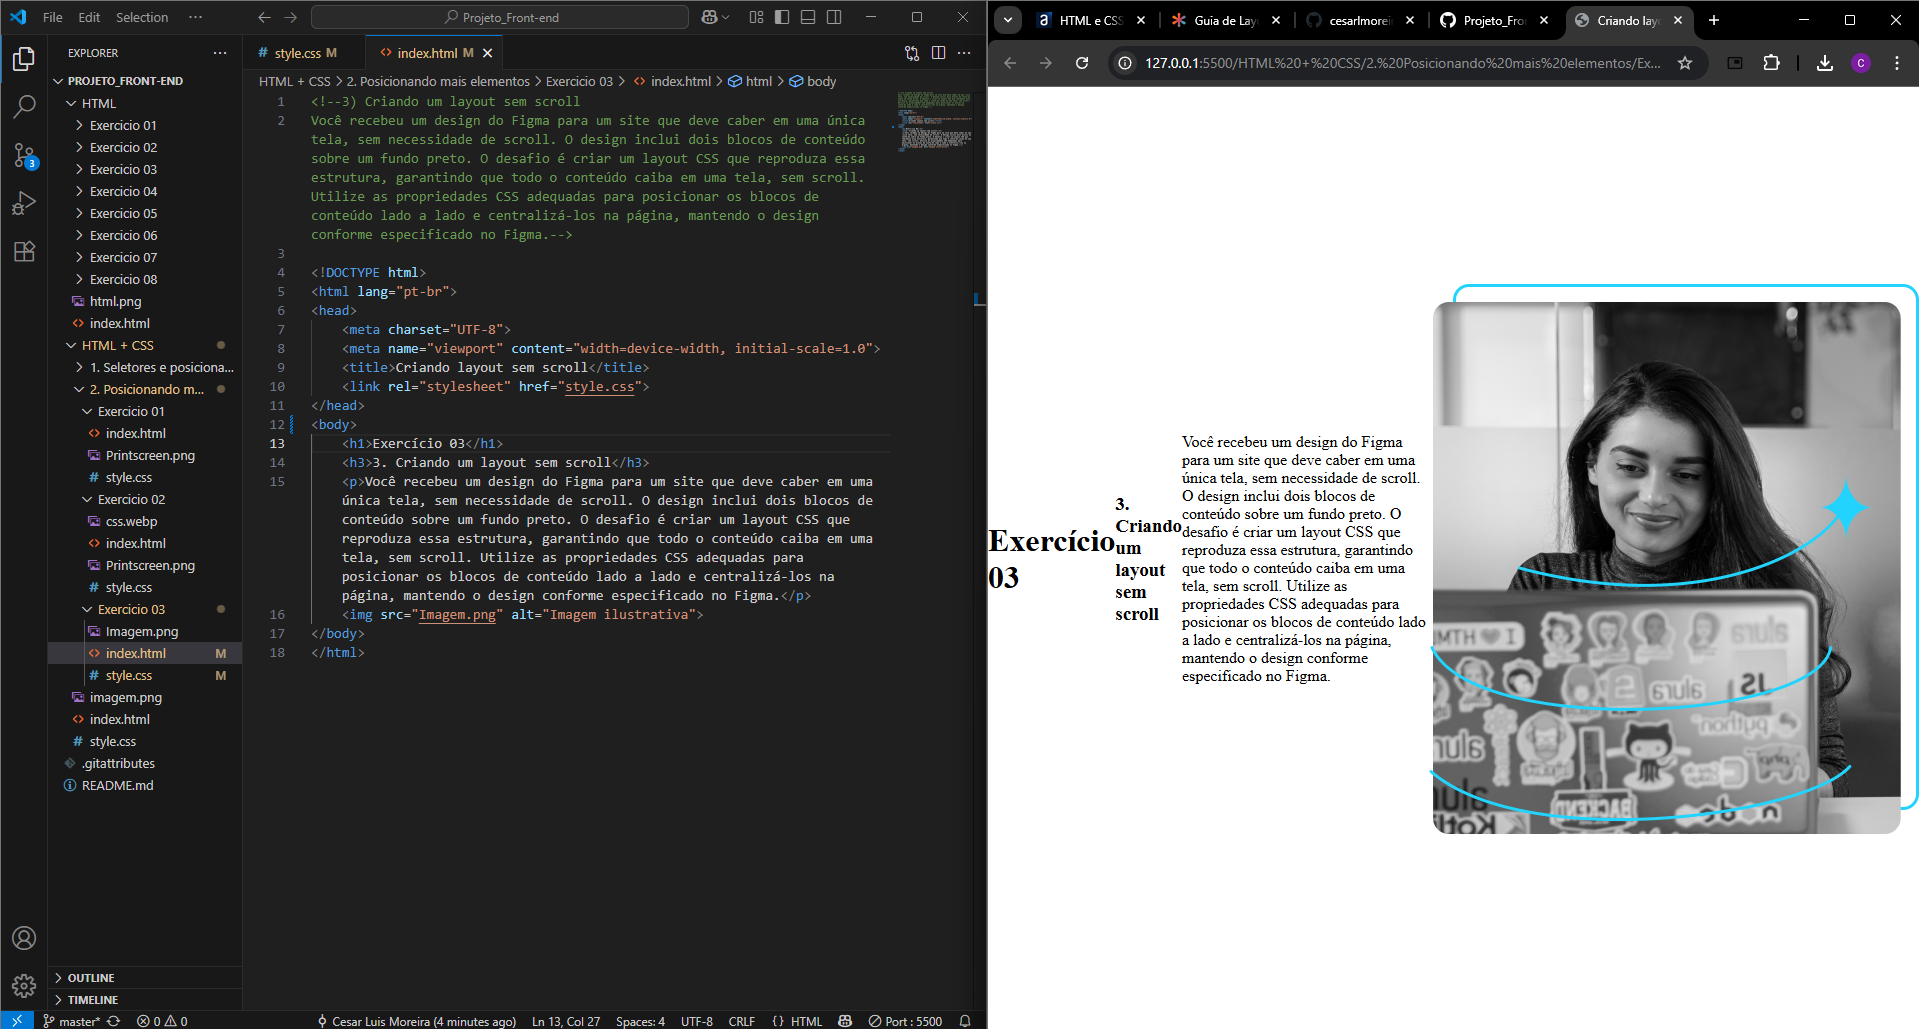 File Edit Selection ···
Projeto_Front-end
EXPLORER
PROJETO_FRONT-END
HTML
Exercicio 01
Exercicio 02
Exercicio 03
Exercicio 04
Exercicio 05
Exercicio 06
Exercicio 07
Exercicio 08
html.png
index.html
HTML + CSS
1. Seletores e posiciona...
2. Posicionando m...
Exercicio 01
index.html
Printscreen.png
style.css
Exercicio 02
css.webp
index.html
Printscreen.png
style.css
Exercicio 03
Imagem.png
index.html M
style.css M
imagem.png
index.html
style.css
.gitattributes
README.md
OUTLINE
TIMELINE
3
style.css M
index.html M
HTML + CSS > 2. Posicionando mais elementos > Exercicio 03 > index.html > html > body
1 <!--3) Criando um layout sem scroll
2 Você recebeu um design do Figma para um site que deve caber em uma única
tela, sem necessidade de scroll. O design inclui dois blocos de conteúdo
sobre um fundo preto. O desafio é criar um layout CSS que reproduza essa
estrutura, garantindo que todo o conteúdo caiba em uma tela, sem scroll.
Utilize as propriedades CSS adequadas para posicionar os blocos de
conteúdo lado a lado e centralizá-los na página, mantendo o design
conforme especificado no Figma.-->
3
4 <!DOCTYPE html>
5 <html lang="pt-br">
6 <head>
7 <meta charset="UTF-8">
8 <meta name="viewport" content="width=device-width, initial-scale=1.0">
9 <title>Criando layout sem scroll</title>
10 <link rel="stylesheet" href="style.css">
11 </head>
12 <body>
13 <h1>Exercício 03</h1>
14 <h3>3. Criando um layout sem scroll</h3>
15 <p>Você recebeu um design do Figma para um site que deve caber em uma
única tela, sem necessidade de scroll. O design inclui dois blocos de
conteúdo sobre um fundo preto. O desafio é criar um layout CSS que
reproduza essa estrutura, garantindo que todo o conteúdo caiba em uma
tela, sem scroll. Utilize as propriedades CSS adequadas para
posicionar os blocos de conteúdo lado a lado e centralizá-los na
página, mantendo o design conforme especificado no Figma.</p>
16 <img src="Imagem.png" alt="Imagem ilustrativa">
17 </body>
18 </html>
master* 0 0
Cesar Luis Moreira (4 minutes ago) Ln 13, Col 27 Spaces: 4 UTF-8 CRLF {} HTML Port : 5500
HTML e CSS
Guia de Lay
cesarlmorei
Projeto_Fro
Criando lay
127.0.0.1:5500/HTML%20+%20CSS/2.%20Posicionando%20mais%20elementos/Ex...
C
Exercício
03
3.
Criando
um
layout
sem
scroll
Você recebeu um design do Figma
para um site que deve caber em uma
única tela, sem necessidade de scroll.
O design inclui dois blocos de
conteúdo sobre um fundo preto. O
desafio é criar um layout CSS que
reproduza essa estrutura, garantindo
que todo o conteúdo caiba em uma
tela, sem scroll. Utilize as
propriedades CSS adequadas para
posicionar os blocos de conteúdo lado
a lado e centralizá-los na página,
mantendo o design conforme
especificado no Figma.
I HTM
alura
alura
JS
python
alura
php
BACKEND
node
alura
Kotl